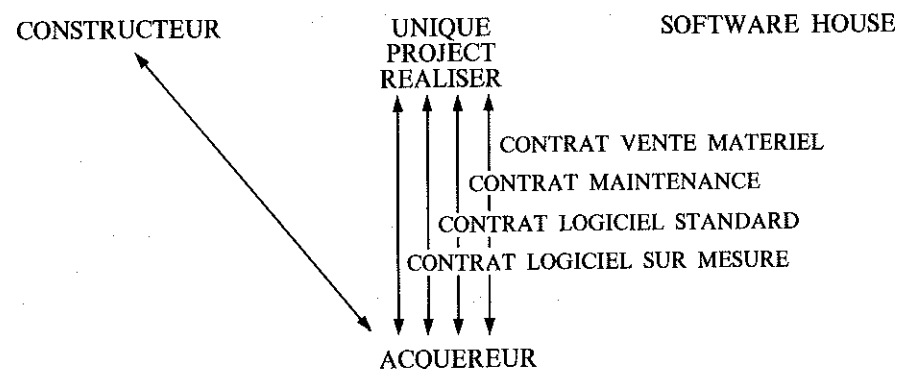 CONSTRUCTEUR
UNIQUE
PROJECT
REALISER
SOFTWARE HOUSE
CONTRAT VENTE MATERIEL
CONTRAT MAINTENANCE
CONTRAT LOGICIEL STANDARD
CONTRAT LOGICIEL SUR MESURE
ACQUEREUR